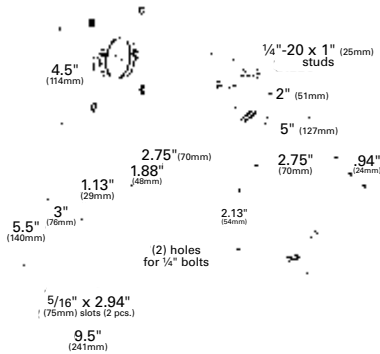 ¼"-20 x 1" (25mm)
studs
4.5"
(114mm)
2" (51mm)
5" (127mm)
2.75"(70mm)
2.75"
(70mm)
.94"
(24mm)
1.88"
(48mm)
1.13"
(29mm)
3"
(76mm)
2.13"
(54mm)
5.5"
(140mm)
(2) holes
for ¼" bolts
5/16" x 2.94"
(75mm) slots (2 pcs.)
9.5"
(241mm)